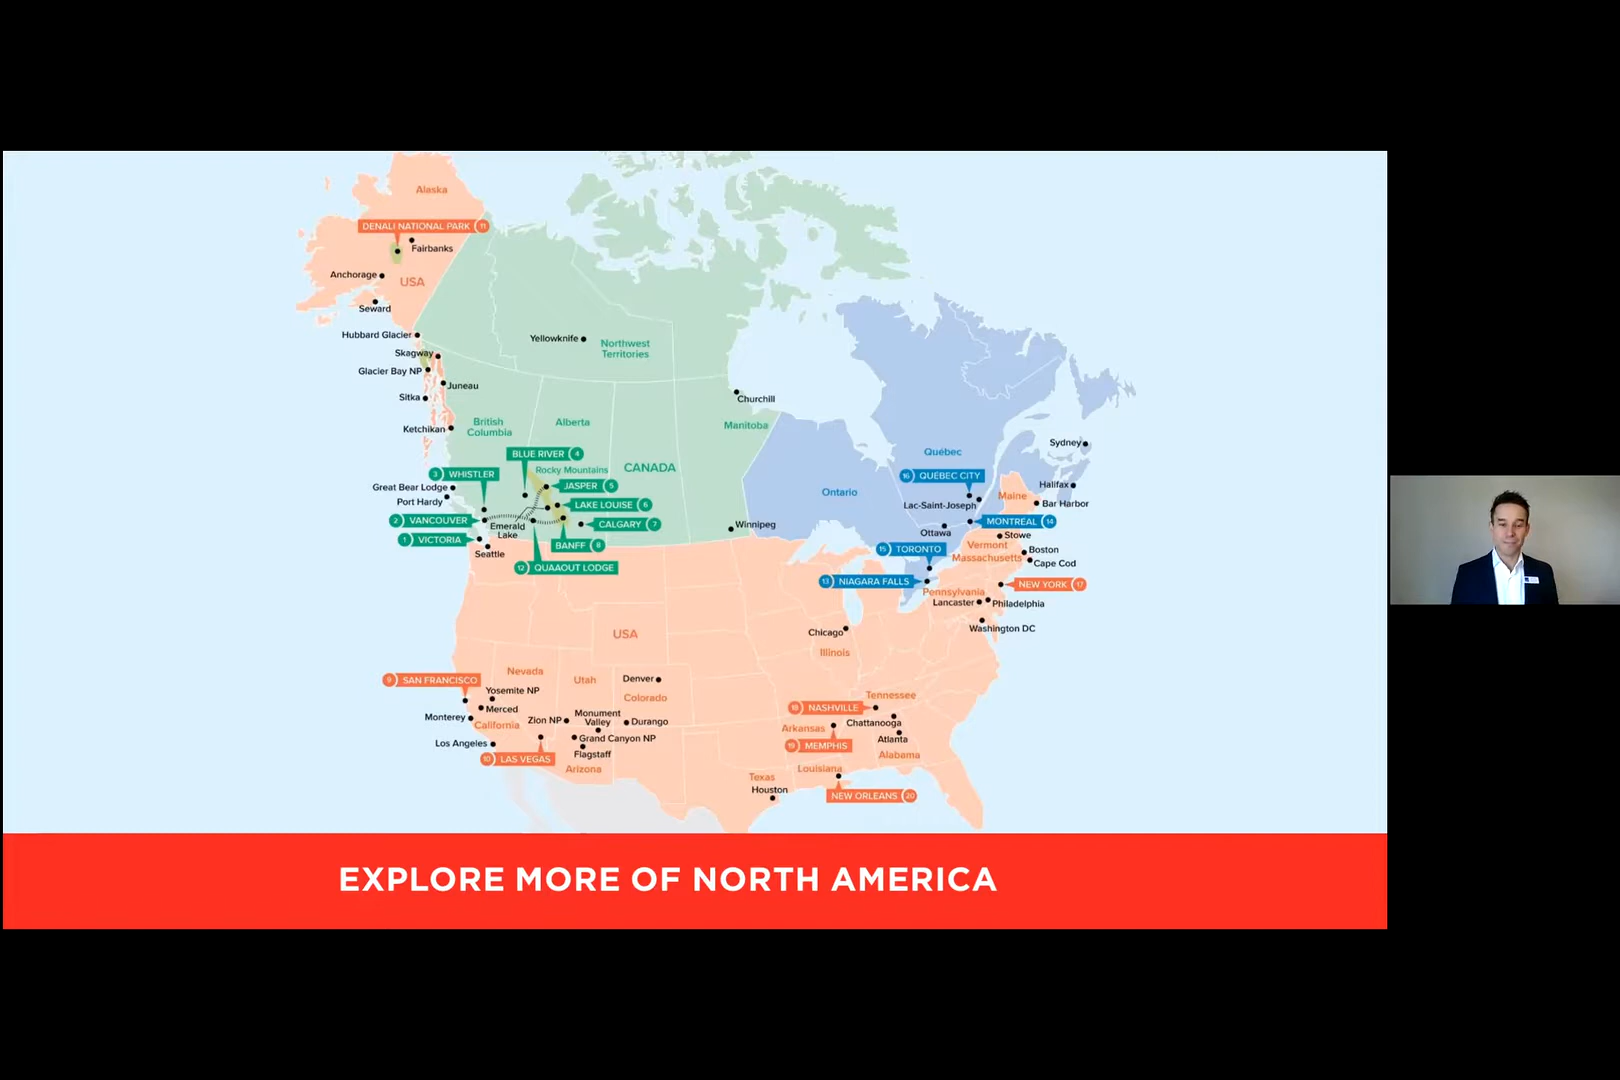 Alaska
DENALI NATIONAL PARK 11
Fairbanks
Anchorage
USA
Seward
Hubbard Glacier
Skagway
Glacier Bay NP
Juneau
Sitka
Ketchikan
Yellowknife
Northwest
Territories
Churchill
British
Columbia
Alberta
Manitoba
BLUE RIVER 4
Rocky Mountains
CANADA
3 WHISTLER
JASPER 5
Great Bear Lodge
Port Hardy
LAKE LOUISE 6
2 VANCOUVER
Emerald
Lake
CALGARY 7
1 VICTORIA
Seattle
BANFF 8
12 QUAAOUT LODGE
Winnipeg
Ontario
Québec
16 QUÉBEC CITY
Lac-Saint-Joseph
Sydney
Halifax
Maine
Bar Harbor
MONTREAL 14
Ottawa
Stowe
15 TORONTO
Vermont
Massachusetts
Boston
Cape Cod
13 NIAGARA FALLS
NEW YORK 17
Pennsylvania
Lancaster
Philadelphia
Washington DC
Chicago
Illinois
USA
9 SAN FRANCISCO
Nevada
Yosemite NP
Merced
Monterey
California
Los Angeles
Utah
Denver
Colorado
Zion NP
Monument
Valley
Durango
Grand Canyon NP
Flagstaff
10 LAS VEGAS
Arizona
Tennessee
18 NASHVILLE
Chattanooga
Arkansas
19 MEMPHIS
Atlanta
Alabama
Louisiana
Texas
Houston
NEW ORLEANS 20
EXPLORE MORE OF NORTH AMERICA